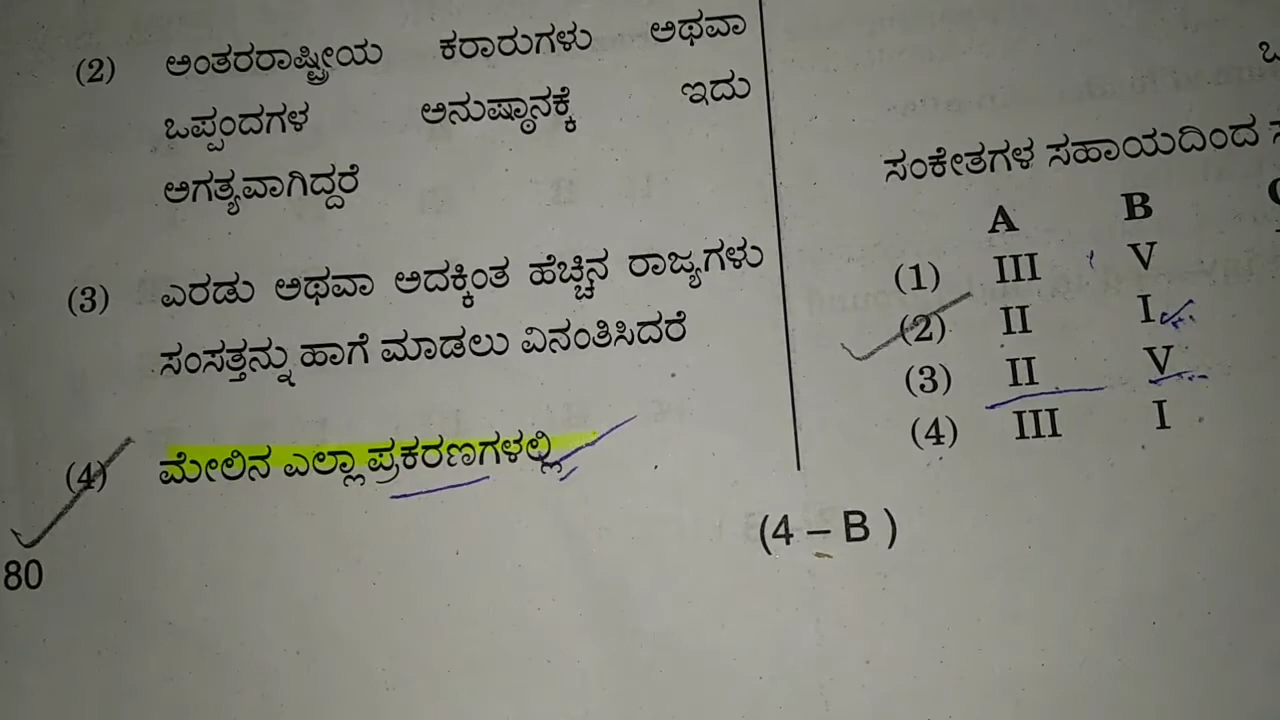 (2) ಅಂತರರಾಷ್ಟ್ರೀಯ ಕರಾರುಗಳು ಅಥವಾ
ಒಪ್ಪಂದಗಳ ಅನುಷ್ಠಾನಕ್ಕೆ ಇದು
ಅಗತ್ಯವಾಗಿದ್ದರೆ
(3) ಎರಡು ಅಥವಾ ಅದಕ್ಕಿಂತ ಹೆಚ್ಚಿನ ರಾಜ್ಯಗಳು
ಸಂಸತ್ತನ್ನು ಹಾಗೆ ಮಾಡಲು ವಿನಂತಿಸಿದರೆ
(4) ಮೇಲಿನ ಎಲ್ಲಾ ಪ್ರಕರಣಗಳಲ್ಲಿ
80
ಸಂಕೇತಗಳ ಸಹಾಯದಿಂದ
A B
(1) III V
(2) II I
(3) II V
(4) III I
(4 – B )